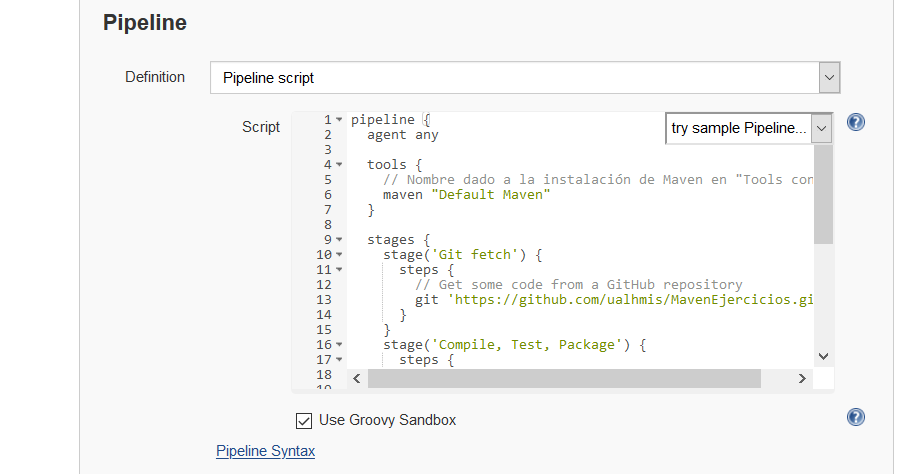 Pipeline
Definition
Pipeline script
Script
try sample Pipeline...
1 pipeline {
2 agent any
3
4 tools {
5 // Nombre dado a la instalación de Maven en "Tools con
6 maven "Default Maven"
7 }
8
9 stages {
10 stage('Git fetch') {
11 steps {
12 // Get some code from a GitHub repository
13 git 'https://github.com/ualhmis/MavenEjercicios.gi
14 }
15 }
16 stage('Compile, Test, Package') {
17 steps {
18
Use Groovy Sandbox
Pipeline Syntax